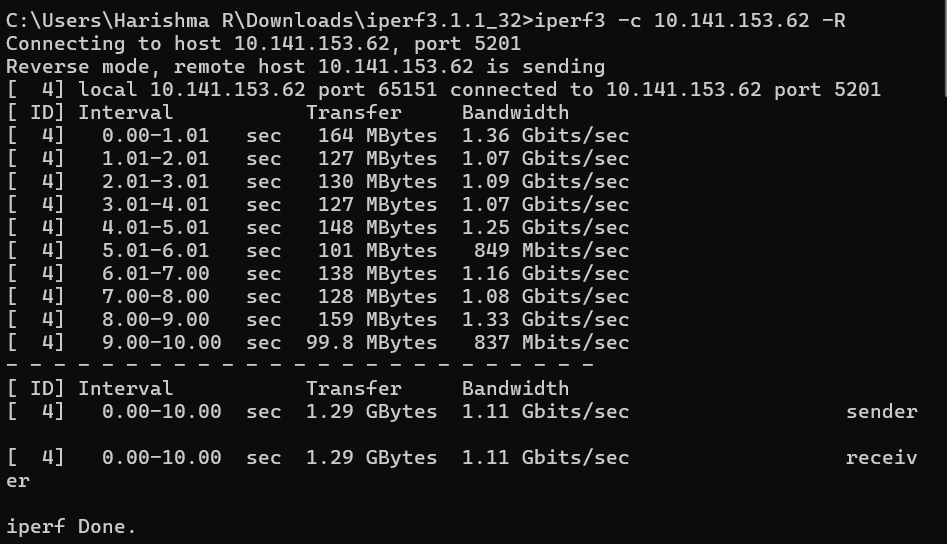 C:\Users\Harishma R\Downloads\iperf3.1.1_32>iperf3 -c 10.141.153.62 -R
Connecting to host 10.141.153.62, port 5201
Reverse mode, remote host 10.141.153.62 is sending
[  4] local 10.141.153.62 port 65151 connected to 10.141.153.62 port 5201
[ ID] Interval           Transfer     Bandwidth
[  4]   0.00-1.01   sec   164 MBytes  1.36 Gbits/sec
[  4]   1.01-2.01   sec   127 MBytes  1.07 Gbits/sec
[  4]   2.01-3.01   sec   130 MBytes  1.09 Gbits/sec
[  4]   3.01-4.01   sec   127 MBytes  1.07 Gbits/sec
[  4]   4.01-5.01   sec   148 MBytes  1.25 Gbits/sec
[  4]   5.01-6.01   sec   101 MBytes   849 Mbits/sec
[  4]   6.01-7.00   sec   138 MBytes  1.16 Gbits/sec
[  4]   7.00-8.00   sec   128 MBytes  1.08 Gbits/sec
[  4]   8.00-9.00   sec   159 MBytes  1.33 Gbits/sec
[  4]   9.00-10.00  sec  99.8 MBytes   837 Mbits/sec
- - - - - - - - - - - - - - - - - - - - - - - - -
[ ID] Interval           Transfer     Bandwidth
[  4]   0.00-10.00  sec  1.29 GBytes  1.11 Gbits/sec                  sender
[  4]   0.00-10.00  sec  1.29 GBytes  1.11 Gbits/sec                  receiv
er
iperf Done.